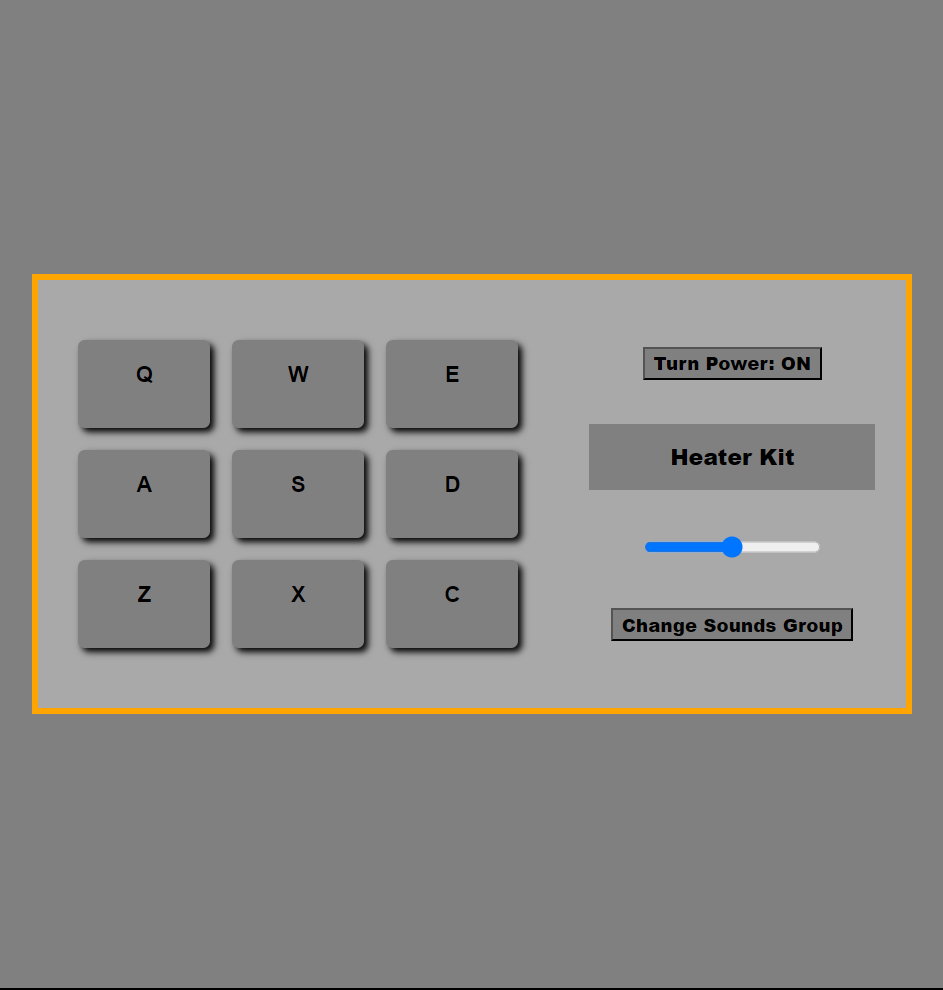 Q W E
A S D
Z X C
Turn Power: ON
Heater Kit
Change Sounds Group